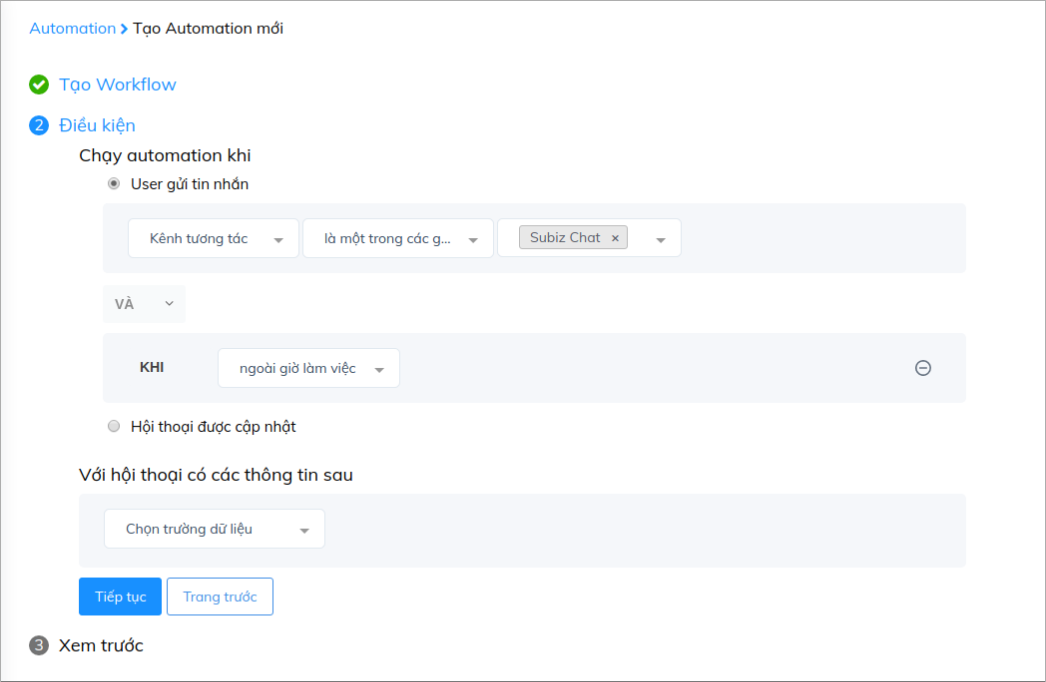 Automation > Tạo Automation mới
Tạo Workflow
2 Điều kiện
Chạy automation khi
User gửi tin nhắn
Kênh tương tác là một trong các g... Subiz Chat ×
VÀ
KHI ngoài giờ làm việc
Hội thoại được cập nhật
Với hội thoại có các thông tin sau
Chọn trường dữ liệu
Tiếp tục Trang trước
3 Xem trước